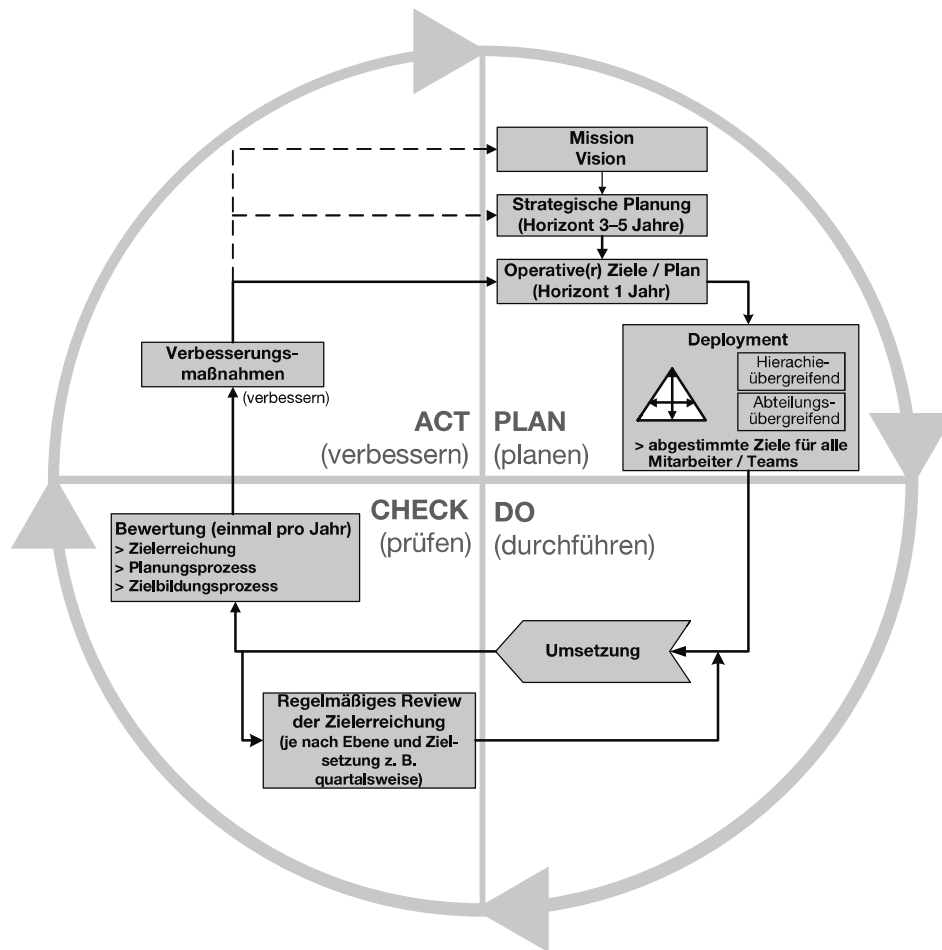 Mission
Vision
Strategische Planung
(Horizont 3–5 Jahre)
Operative(r) Ziele / Plan
(Horizont 1 Jahr)
Deployment
Hierachie-
übergreifend
Abteilungs-
übergreifend
> abgestimmte Ziele für alle
Mitarbeiter / Teams
Verbesserungs-
maßnahmen
(verbessern)
ACT
(verbessern)
PLAN
(planen)
CHECK
(prüfen)
DO
(durchführen)
Bewertung (einmal pro Jahr)
> Zielerreichung
> Planungsprozess
> Zielbildungsprozess
Umsetzung
Regelmäßiges Review
der Zielerreichung
(je nach Ebene und Ziel-
setzung z. B.
quartalsweise)